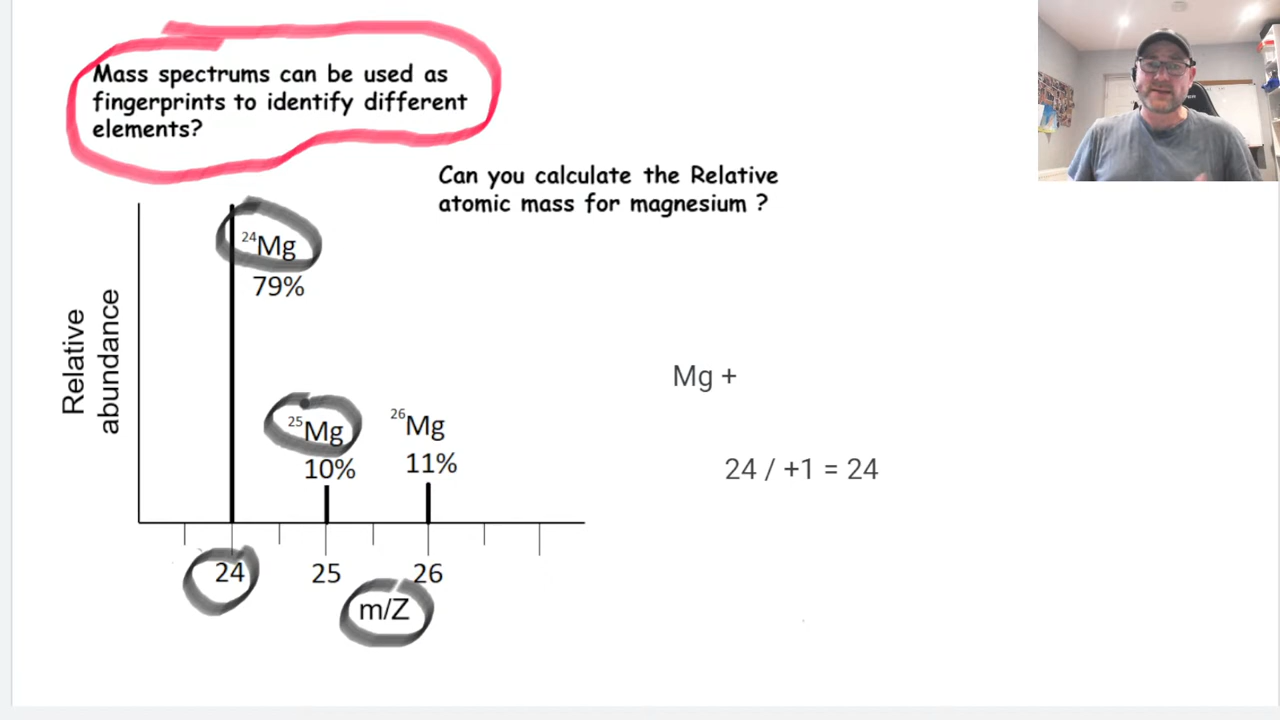 Mass spectrums can be used as
fingerprints to identify different
elements?
Can you calculate the Relative
atomic mass for magnesium ?
Relative
abundance
24Mg
79%
25Mg
10%
26Mg
11%
24 25 26
m/Z
Mg +
24 / +1 = 24